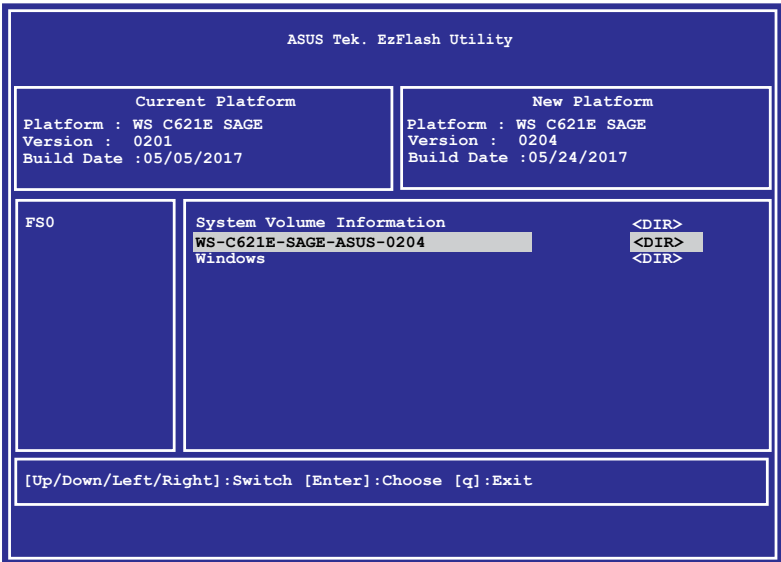 ASUS Tek. EzFlash Utility
Current Platform
Platform : WS C621E SAGE
Version : 0201
Build Date :05/05/2017
New Platform
Platform : WS C621E SAGE
Version : 0204
Build Date :05/24/2017
FS0
System Volume Information <DIR>
WS-C621E-SAGE-ASUS-0204 <DIR>
Windows <DIR>
[Up/Down/Left/Right]:Switch [Enter]:Choose [q]:Exit